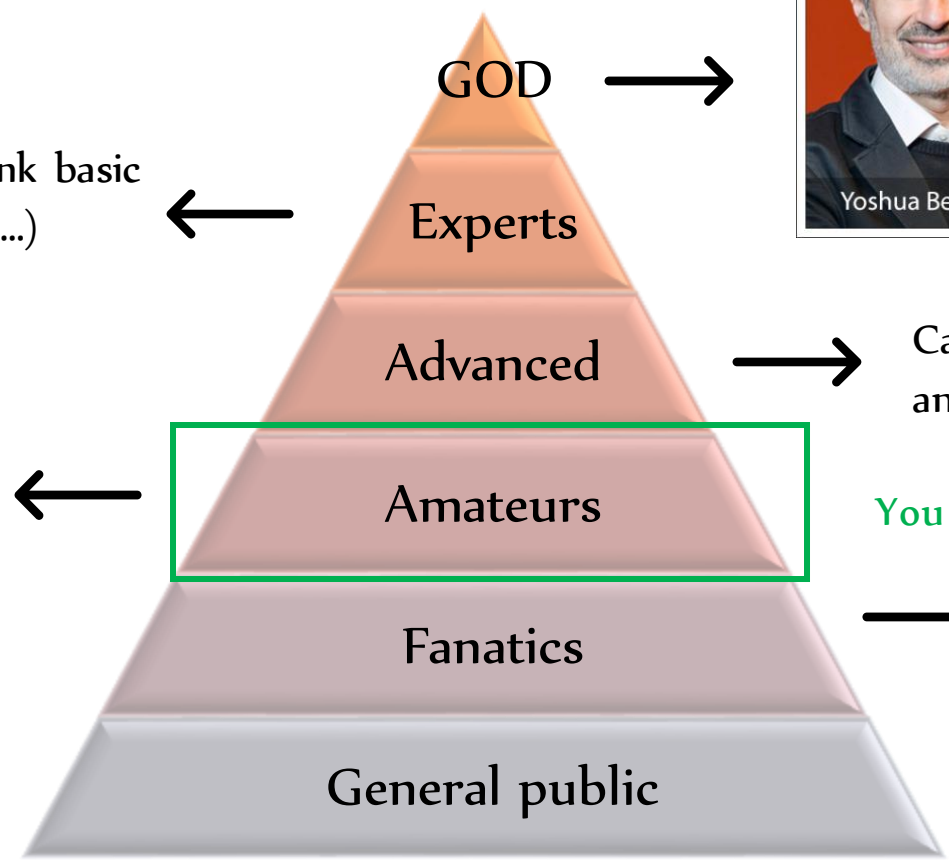 GOD
Yoshua Be
nk basic
...)
Experts
Ca
an
Advanced
Amateurs
You
Fanatics
General public